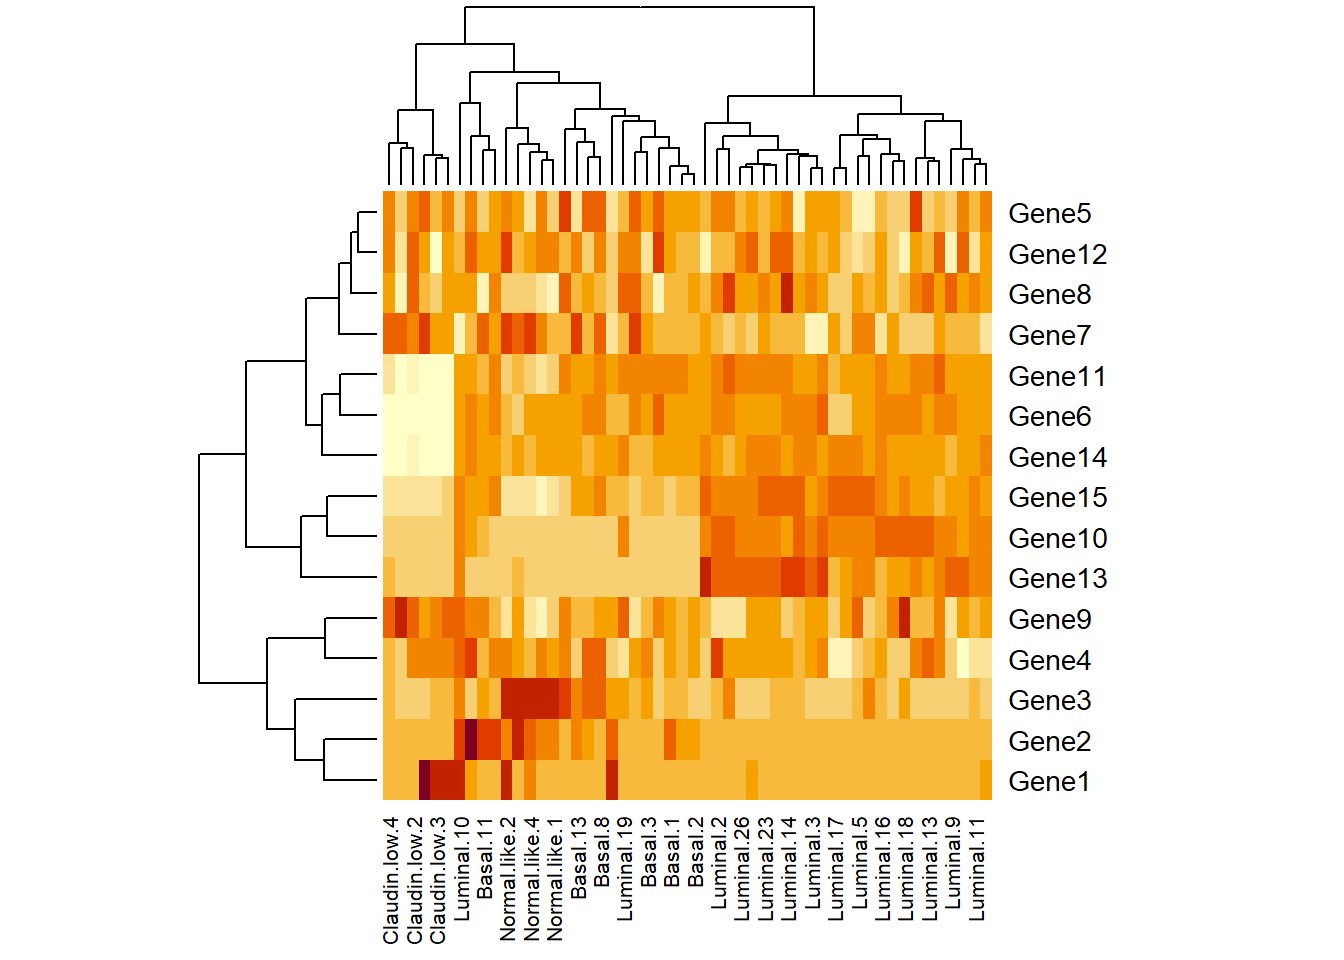 Gene5
Gene12
Gene8
Gene7
Gene11
Gene6
Gene14
Gene15
Gene10
Gene13
Gene9
Gene4
Gene3
Gene2
Gene1
Claudin.low.4
Claudin.low.2
Claudin.low.3
Luminal.10
Basal.11
Normal.like.2
Normal.like.4
Normal.like.1
Basal.13
Basal.8
Luminal.19
Basal.3
Basal.1
Basal.2
Luminal.2
Luminal.26
Luminal.23
Luminal.14
Luminal.3
Luminal.17
Luminal.5
Luminal.16
Luminal.18
Luminal.13
Luminal.9
Luminal.11